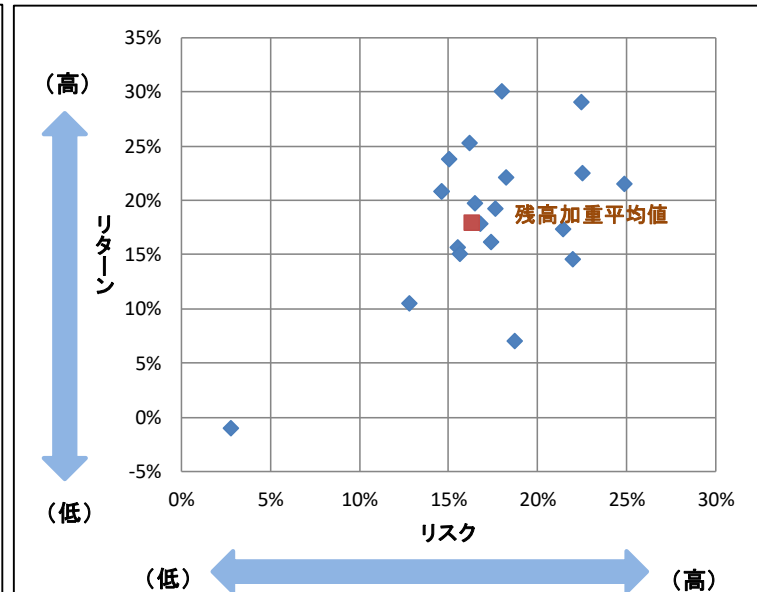 35%
（高）
30%
25%
20%
残高加重平均値
リターン
15%
10%
5%
0%
-5%
（低）
0%
5%
10%
15%
20%
25%
30%
リスク
（低）
（高）